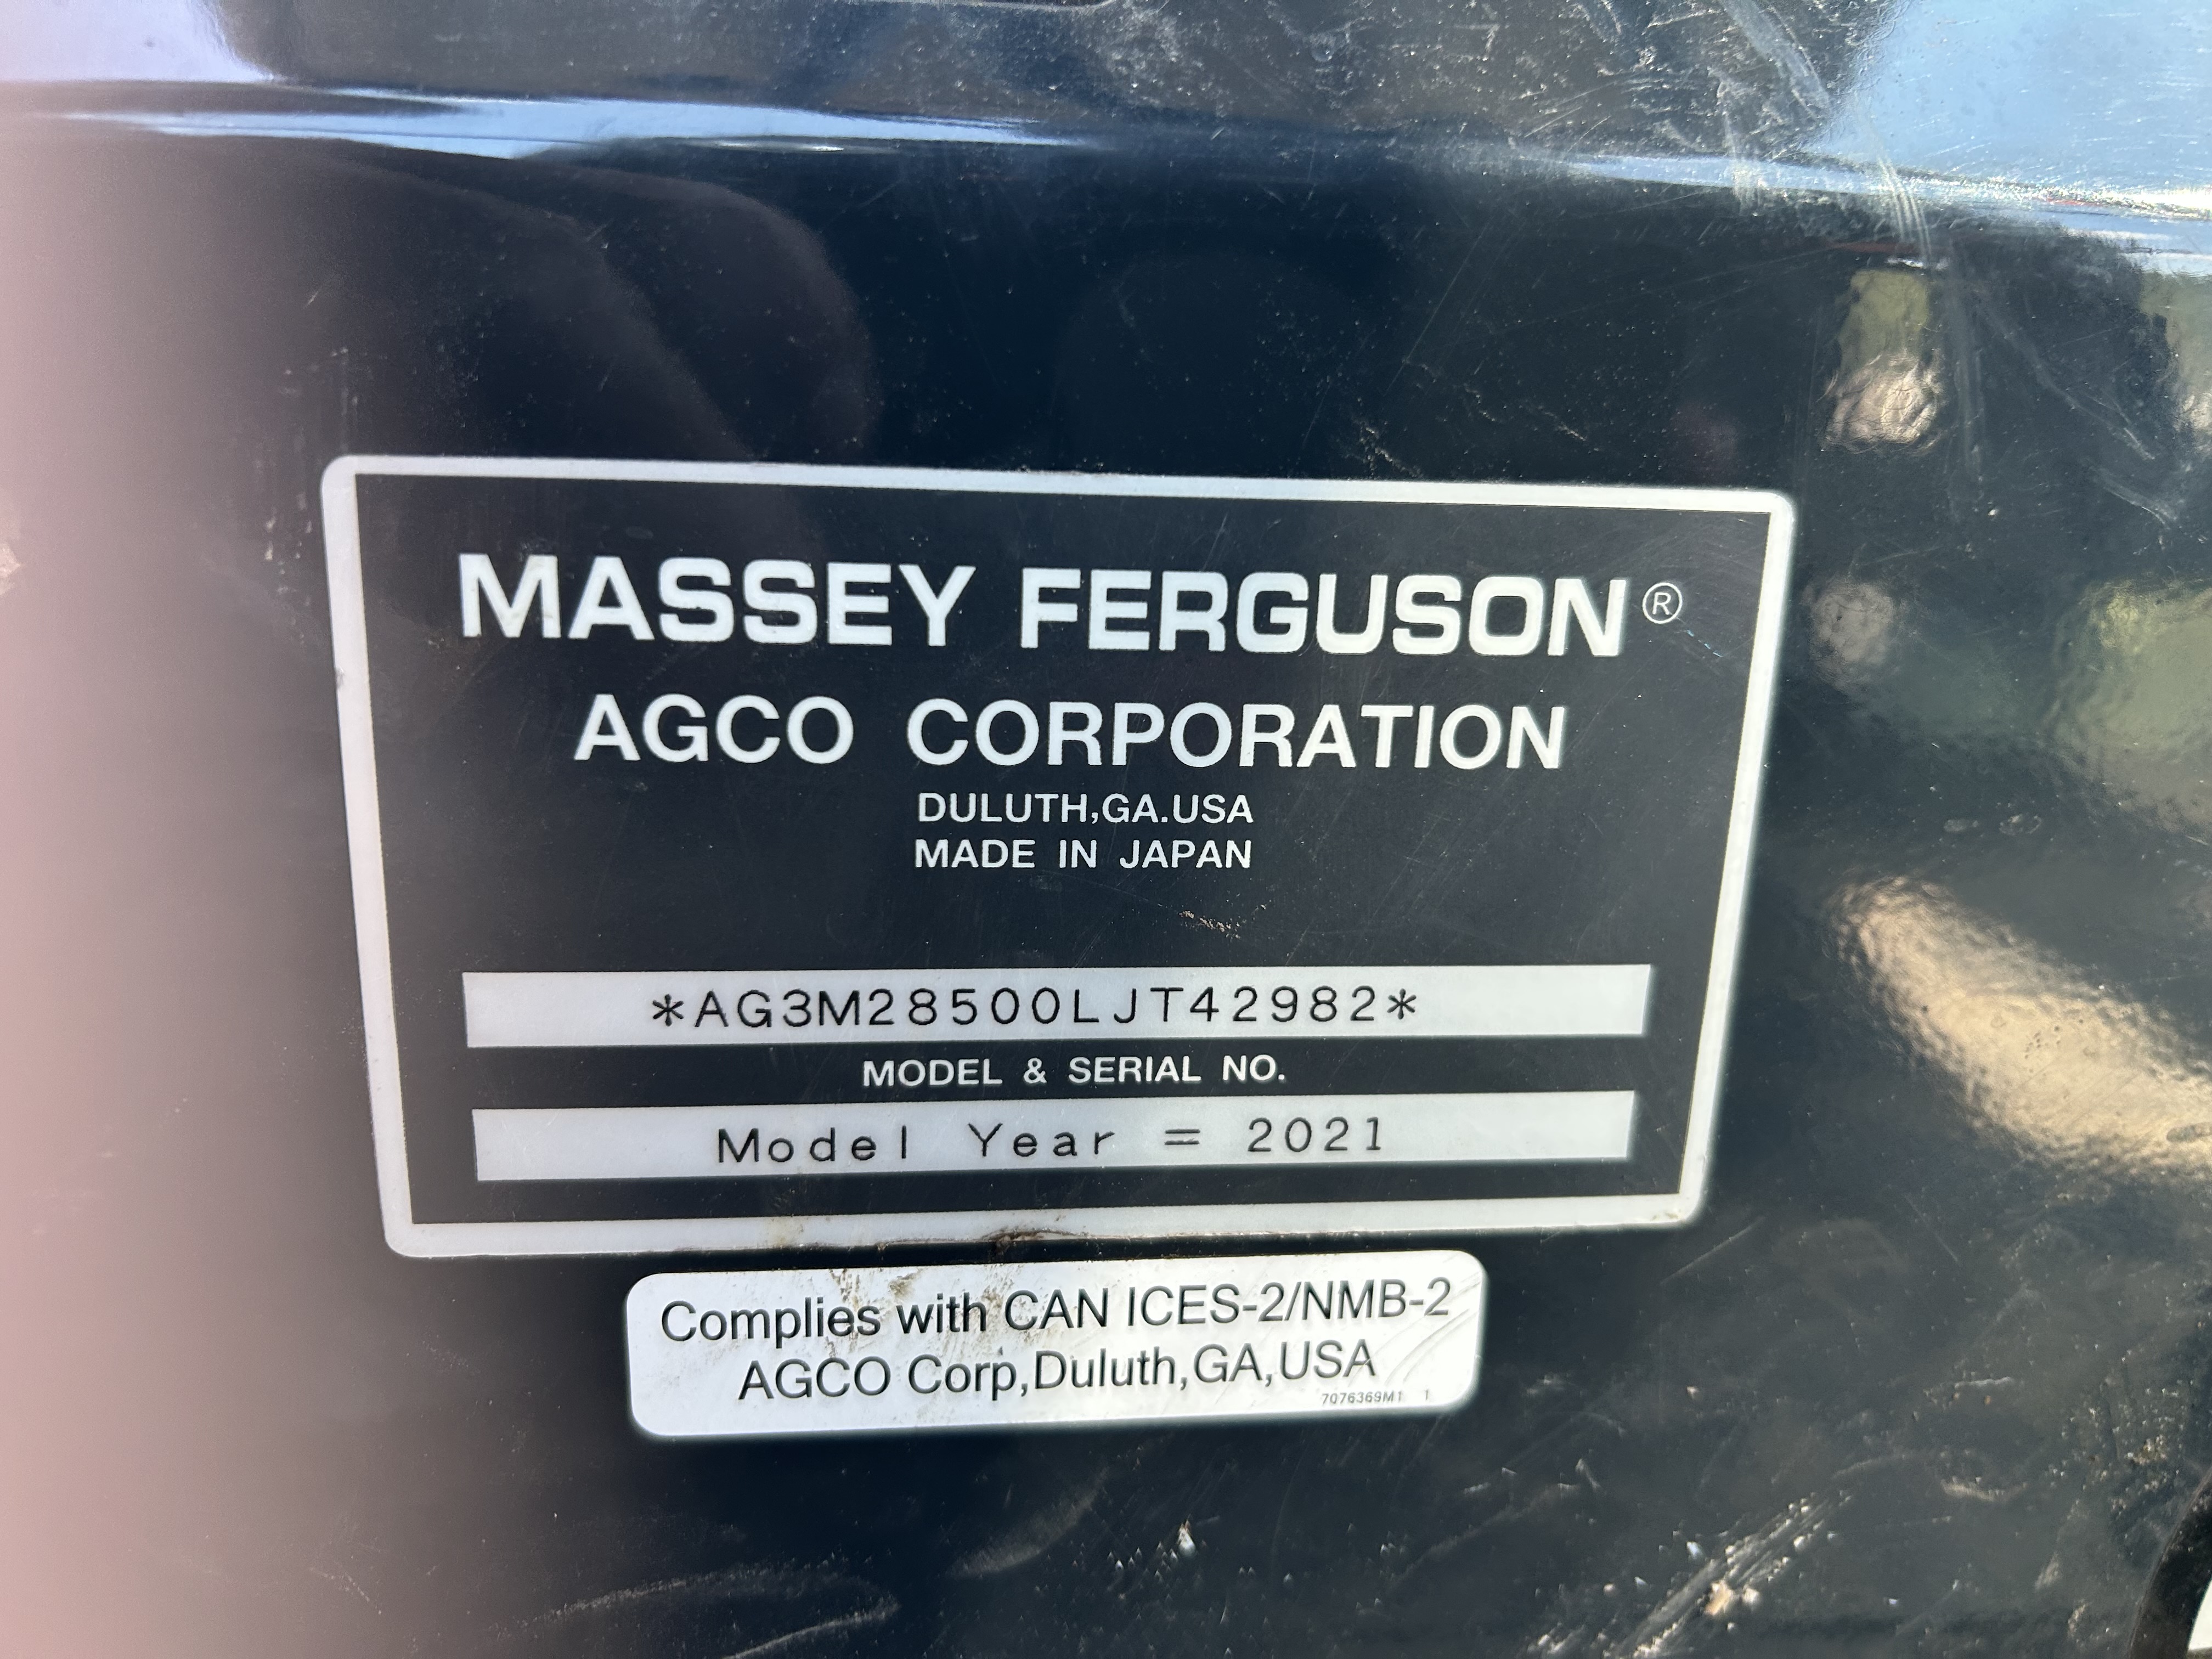 MASSEY FERGUSON®
AGCO CORPORATION
DULUTH,GA.USA
MADE IN JAPAN
*AG3M28500LJT42982*
MODEL & SERIAL NO.
Model Year = 2021
Complies with CAN ICES-2/NMB-2
AGCO Corp,Duluth,GA,USA
7076369M1 1